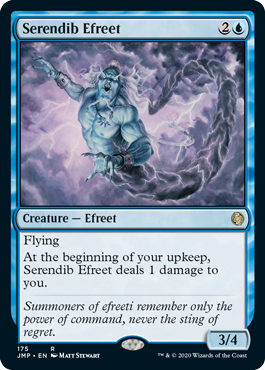 Serendib Efreet 2
Creature — Efreet
Flying
At the beginning of your upkeep,
Serendib Efreet deals 1 damage to
you.
Summoners of efreeti remember only the
power of command, never the sting of
regret.
3/4
175 R
JMP • EN MATT STEWART ™ & © 2020 Wizards of the Coast